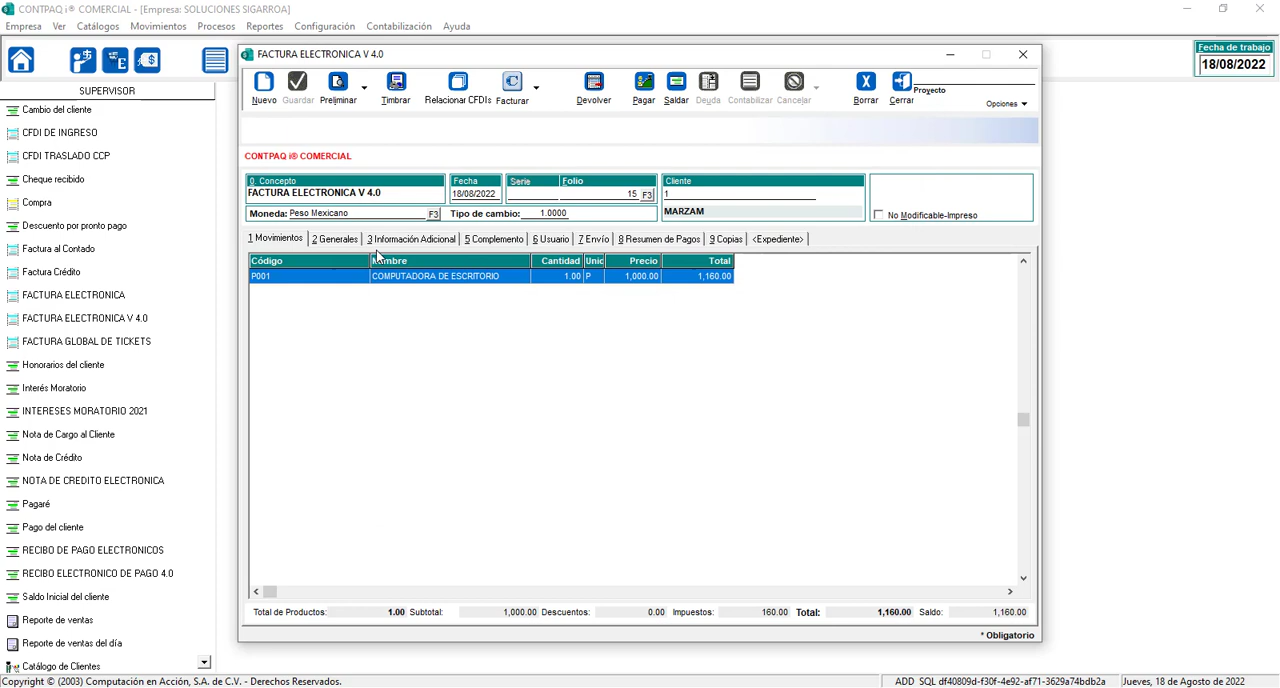 CONTPAQ i® COMERCIAL - [Empresa: SOLUCIONES SIGARROA]
Empresa Ver Catálogos Movimientos Procesos Reportes Configuración Contabilización Ayuda
Fecha de trabajo
18/08/2022
SUPERVISOR
Cambio del cliente
CFDI DE INGRESO
CFDI TRASLADO CCP
Cheque recibido
Compra
Descuento por pronto pago
Factura al Contado
Factura Crédito
FACTURA ELECTRONICA
FACTURA ELECTRONICA V 4.0
FACTURA GLOBAL DE TICKETS
Honorarios del cliente
Interés Moratorio
INTERESES MORATORIO 2021
Nota de Cargo al Cliente
Nota de Crédito
NOTA DE CREDITO ELECTRONICA
Pagaré
Pago del cliente
RECIBO DE PAGO ELECTRONICOS
RECIBO ELECTRONICO DE PAGO 4.0
Saldo Inicial del cliente
Reporte de ventas
Reporte de ventas del día
Catálogo de Clientes
FACTURA ELECTRONICA V 4.0
Nuevo Guardar Preliminar Timbrar Relacionar CFDIs Facturar Devolver Pagar Saldar Deuda Contabilizar Cancelar Borrar Cerrar
Proyecto
Opciones
CONTPAQ i® COMERCIAL
0. Concepto Fecha Serie Folio Cliente
FACTURA ELECTRONICA V 4.0 18/08/2022 15 F3 1
Moneda: Peso Mexicano F3 Tipo de cambio: 1.0000 MARZAM No Modificable-Impreso
1 Movimientos 2 Generales 3 Información Adicional 5 Complemento 6 Usuario 7 Envío 8 Resumen de Pagos 9 Copias <Expediente>
Código Nombre Cantidad Unic Precio Total
P001 COMPUTADORA DE ESCRITORIO 1.00 P 1,000.00 1,160.00
Total de Productos: 1.00 Subtotal: 1,000.00 Descuentos: 0.00 Impuestos: 160.00 Total: 1,160.00 Saldo: 1,160.00
* Obligatorio
Copyright © (2003) Computación en Acción, S.A. de C.V. - Derechos Reservados. ADD SQL df40809d-f30f-4e92-af71-3629a74bdb2a Jueves, 18 de Agosto de 2022